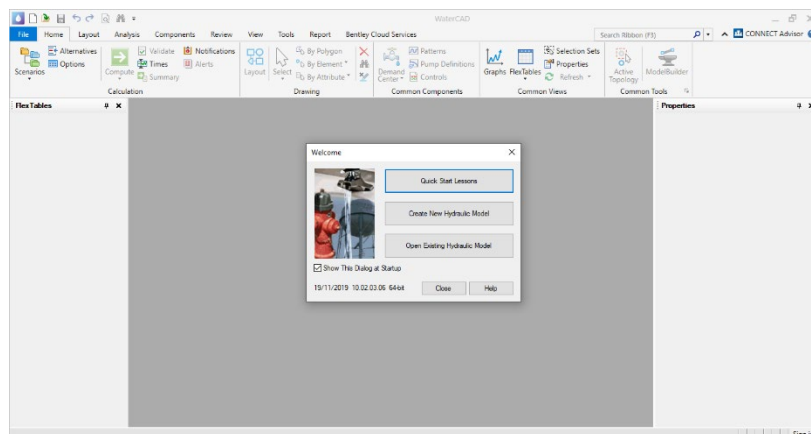 WaterCAD
File Home Layout Analysis Components Review View Tools Report Bentley Cloud Services Search Ribbon (F3) CONNECT Advisor
Scenarios Alternatives Options Compute Validate Times Summary Notifications Alerts Layout Select By Polygon By Element By Attribute Demand Center Patterns Pump Definitions Controls Graphs FlexTables Selection Sets Properties Refresh Active Topology ModelBuilder
Calculation Drawing Common Components Common Views Common Tools
FlexTables Properties
Welcome
Quick Start Lessons
Create New Hydraulic Model
Open Existing Hydraulic Model
Show This Dialog at Startup
19/11/2019 10.02.03.06 64-bit Close Help